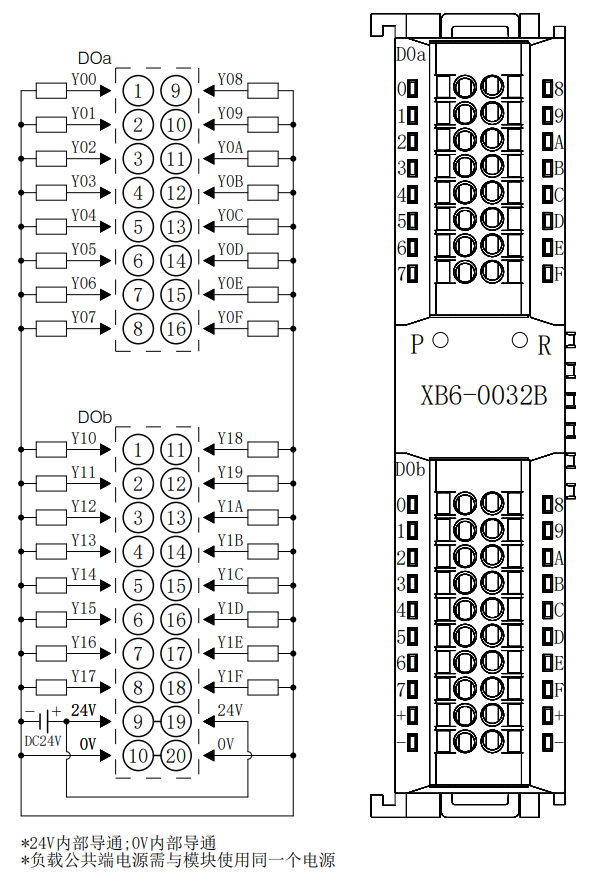 DOa
Y00 1 9 Y08
Y01 2 10 Y09
Y02 3 11 Y0A
Y03 4 12 Y0B
Y04 5 13 Y0C
Y05 6 14 Y0D
Y06 7 15 Y0E
Y07 8 16 Y0F
DOb
Y10 1 11 Y18
Y11 2 12 Y19
Y12 3 13 Y1A
Y13 4 14 Y1B
Y14 5 15 Y1C
Y15 6 16 Y1D
Y16 7 17 Y1E
Y17 8 18 Y1F
- + 24V 9 19 24V
DC24V 0V 10 20 0V
*24V内部导通;0V内部导通
*负载公共端电源需与模块使用同一个电源
DOa
0 8
1 9
2 A
3 B
4 C
5 D
6 E
7 F
P R
XB6-0032B
DOb
0 8
1 9
2 A
3 B
4 C
5 D
6 E
7 F
+ +
- -